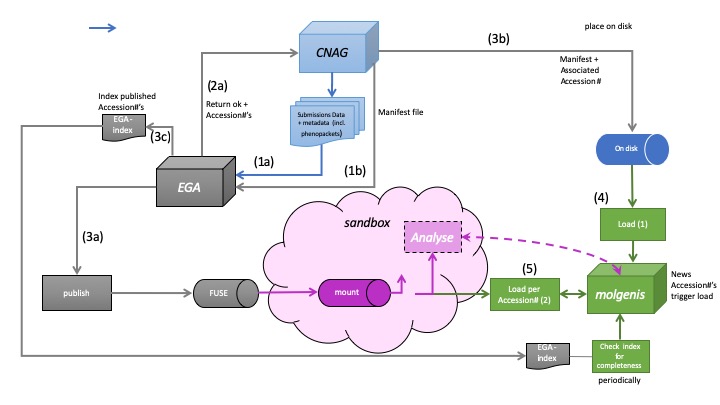 place on disk
(3b)
CNAG
Manifest +
Associated
Accession#
(2a)
Index published
Accession#'s
Return ok +
Accession#'s
Submissions Data
+ metadata (incl.
phenopackets)
Manifest file
EGA-
index
(3c)
On disk
(1a)
(1b)
EGA
(4)
sandbox
Load (1)
(3a)
Analyse
(5)
News
Accession#'s
trigger load
publish
FUSE
mount
Load per
Accession# (2)
molgenis
EGA-
index
Check index
for
completeness
periodically